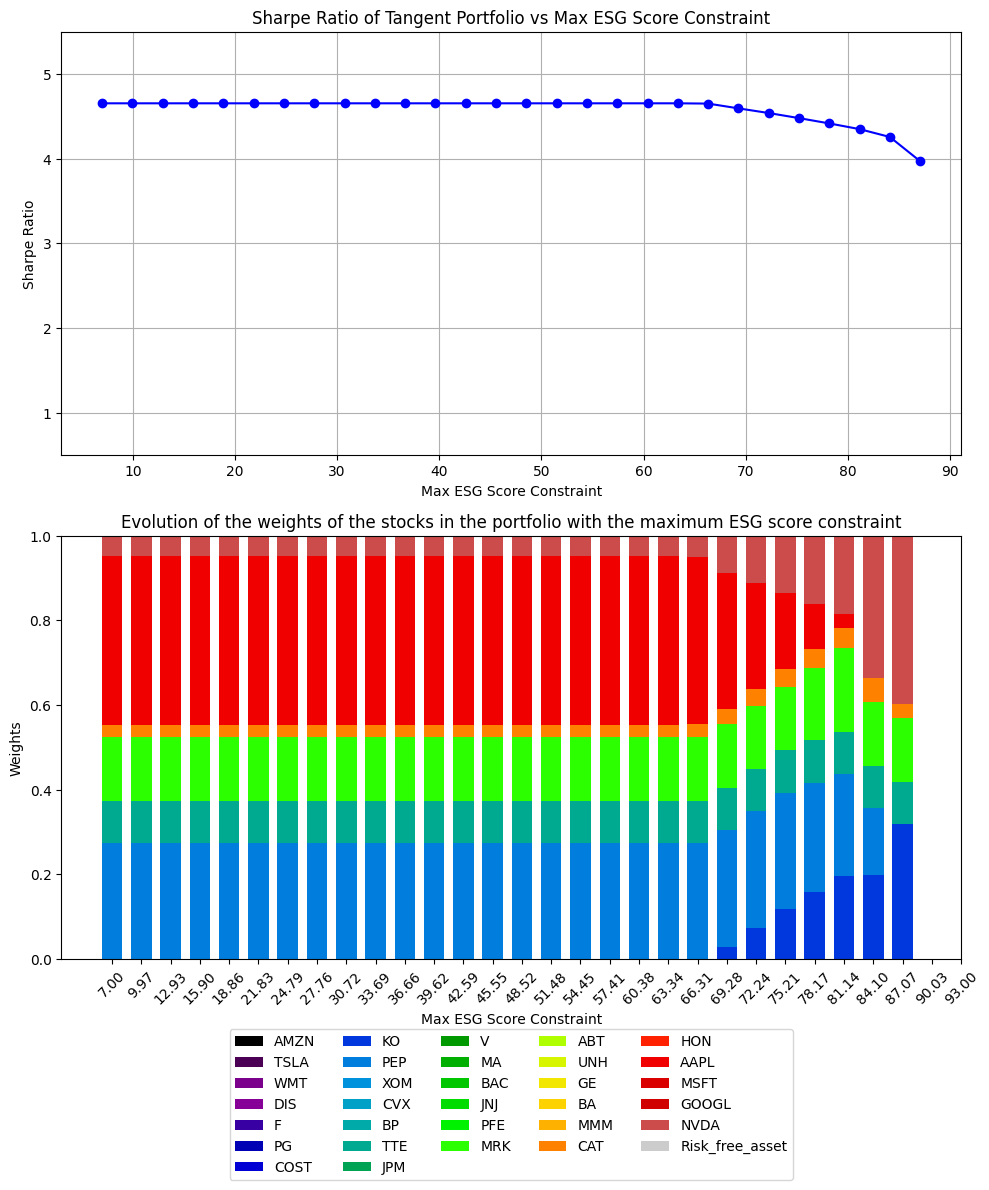 Sharpe Ratio of Tangent Portfolio vs Max ESG Score Constraint
5
4
3
2
1
Sharpe Ratio
10 20 30 40 50 60 70 80 90
Max ESG Score Constraint
Evolution of the weights of the stocks in the portfolio with the maximum ESG score constraint
1.0
0.8
0.6
0.4
0.2
0.0
Weights
7.00 9.97 12.93 15.90 18.86 21.83 24.79 27.76 30.72 33.69 36.66 39.62 42.59 45.55 48.52 51.48 54.45 57.41 60.38 63.34 66.31 69.28 72.24 75.21 78.17 81.14 84.10 87.07 90.03 93.00
Max ESG Score Constraint
AMZN KO V ABT HON
TSLA PEP MA UNH AAPL
WMT XOM BAC GE MSFT
DIS CVX JNJ BA GOOGL
F BP PFE MMM NVDA
PG TTE MRK CAT Risk_free_asset
COST JPM